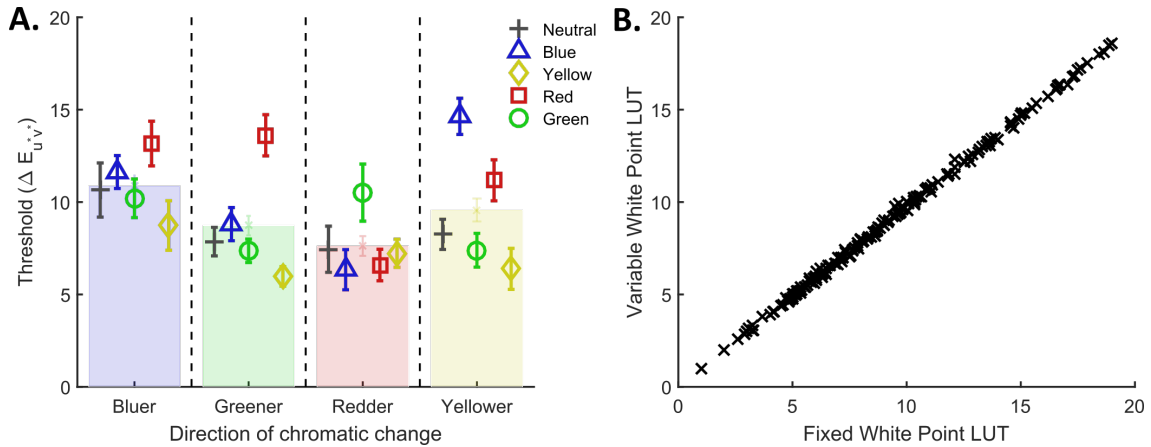 A.
20
15
10
5
0
Threshold (Δ E u*v*)
Bluer
Greener
Redder
Yellower
Direction of chromatic change
Neutral
Blue
Yellow
Red
Green
B.
20
15
10
5
0
Variable White Point LUT
0
5
10
15
20
Fixed White Point LUT